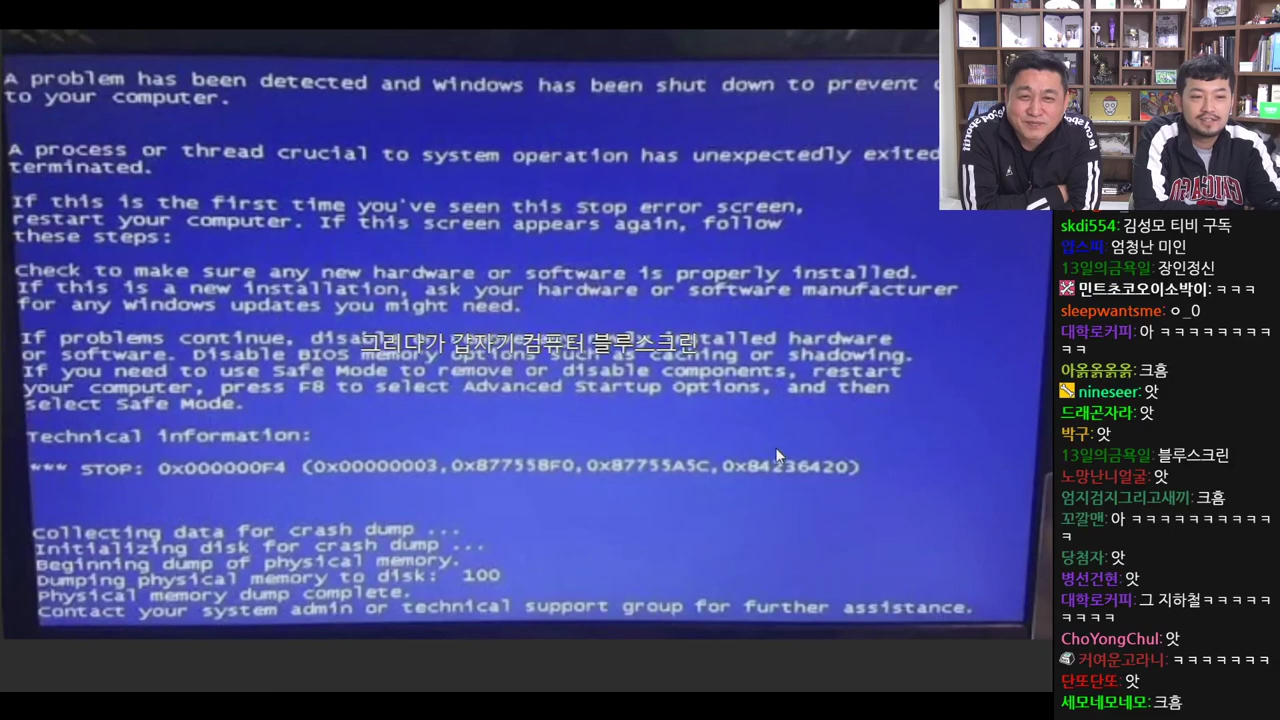 A problem has been detected and Windows has been shut down to prevent
to your computer.
A process or thread crucial to system operation has unexpectedly exited
terminated.
If this is the first time you've seen this Stop error screen,
restart your computer. If this screen appears again, follow
these steps:
Check to make sure any new hardware or software is properly installed.
If this is a new installation, ask your hardware or software manufacturer
for any Windows updates you might need.
If problems continue, disable installed hardware
그러다가 갑자기 컴퓨터 블루스크린
or software. Disable BIOS memory options such or shadowing.
If you need to use Safe Mode to remove or disable components, restart
your computer, press F8 to select Advanced Startup Options, and then
select Safe Mode.
Technical information:
*** STOP: 0x000000F4 (0x00000003,0x877558F0,0x87755A5C,0x84236420)
Collecting data for crash dump ...
Initializing disk for crash dump ...
Beginning dump of physical memory.
Dumping physical memory to disk: 100
Physical memory dump complete.
Contact your system admin or technical support group for further assistance.
CHICAGO
skdi554: 김성모 티비 구독
엄청난 미인
13일의금욕일: 장인정신
민트초코오이소박이: ㅋㅋㅋ
sleepwantsme: ㅇ_0
대학로커피: 아 ㅋㅋㅋㅋㅋㅋㅋㅋ
ㅋㅋ
아옭옭옭옭: 크흠
nineseer: 앗
드래곤자라: 앗
박구: 앗
13일의금욕일: 블루스크린
노망난니얼굴: 앗
엄지검지그리고새끼: 크흠
꼬깔맨: 아 ㅋㅋㅋㅋㅋㅋㅋㅋㅋㅋ
ㅋ
당첨자: 앗
병선건현: 앗
대학로커피: 그 지하철ㅋㅋㅋㅋㅋ
ㅋㅋㅋㅋ
ChoYongChul: 앗
커여운고라니: ㅋㅋㅋㅋㅋㅋㅋ
단또단또: 앗
세모네모네모: 크흠